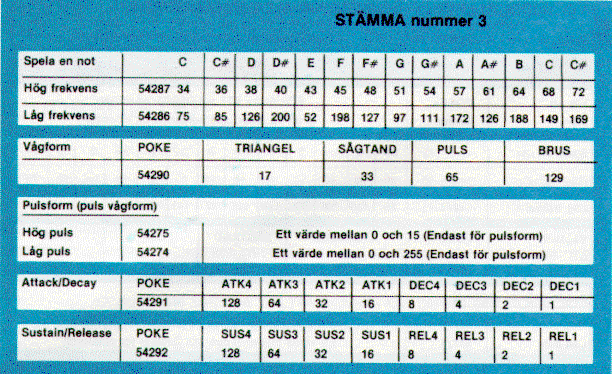 STÄMMA nummer 3
Spela en not C C# D D# E F F# G G# A A# B C C#
Hög frekvens 54287 34 36 38 40 43 45 48 51 54 57 61 64 68 72
Låg frekvens 54286 75 85 126 200 52 198 127 97 111 172 126 188 149 169
Vågform POKE TRIANGEL SÅGTAND PULS BRUS
54290 17 33 65 129
Pulsform (puls vågform)
Hög puls 54275 Ett värde mellan 0 och 15 (Endast för pulsform)
Låg puls 54274 Ett värde mellan 0 och 255 (Endast för pulsform)
Attack/Decay POKE ATK4 ATK3 ATK2 ATK1 DEC4 DEC3 DEC2 DEC1
54291 128 64 32 16 8 4 2 1
Sustain/Release POKE SUS4 SUS3 SUS2 SUS1 REL4 REL3 REL2 REL1
54292 128 64 32 16 8 4 2 1